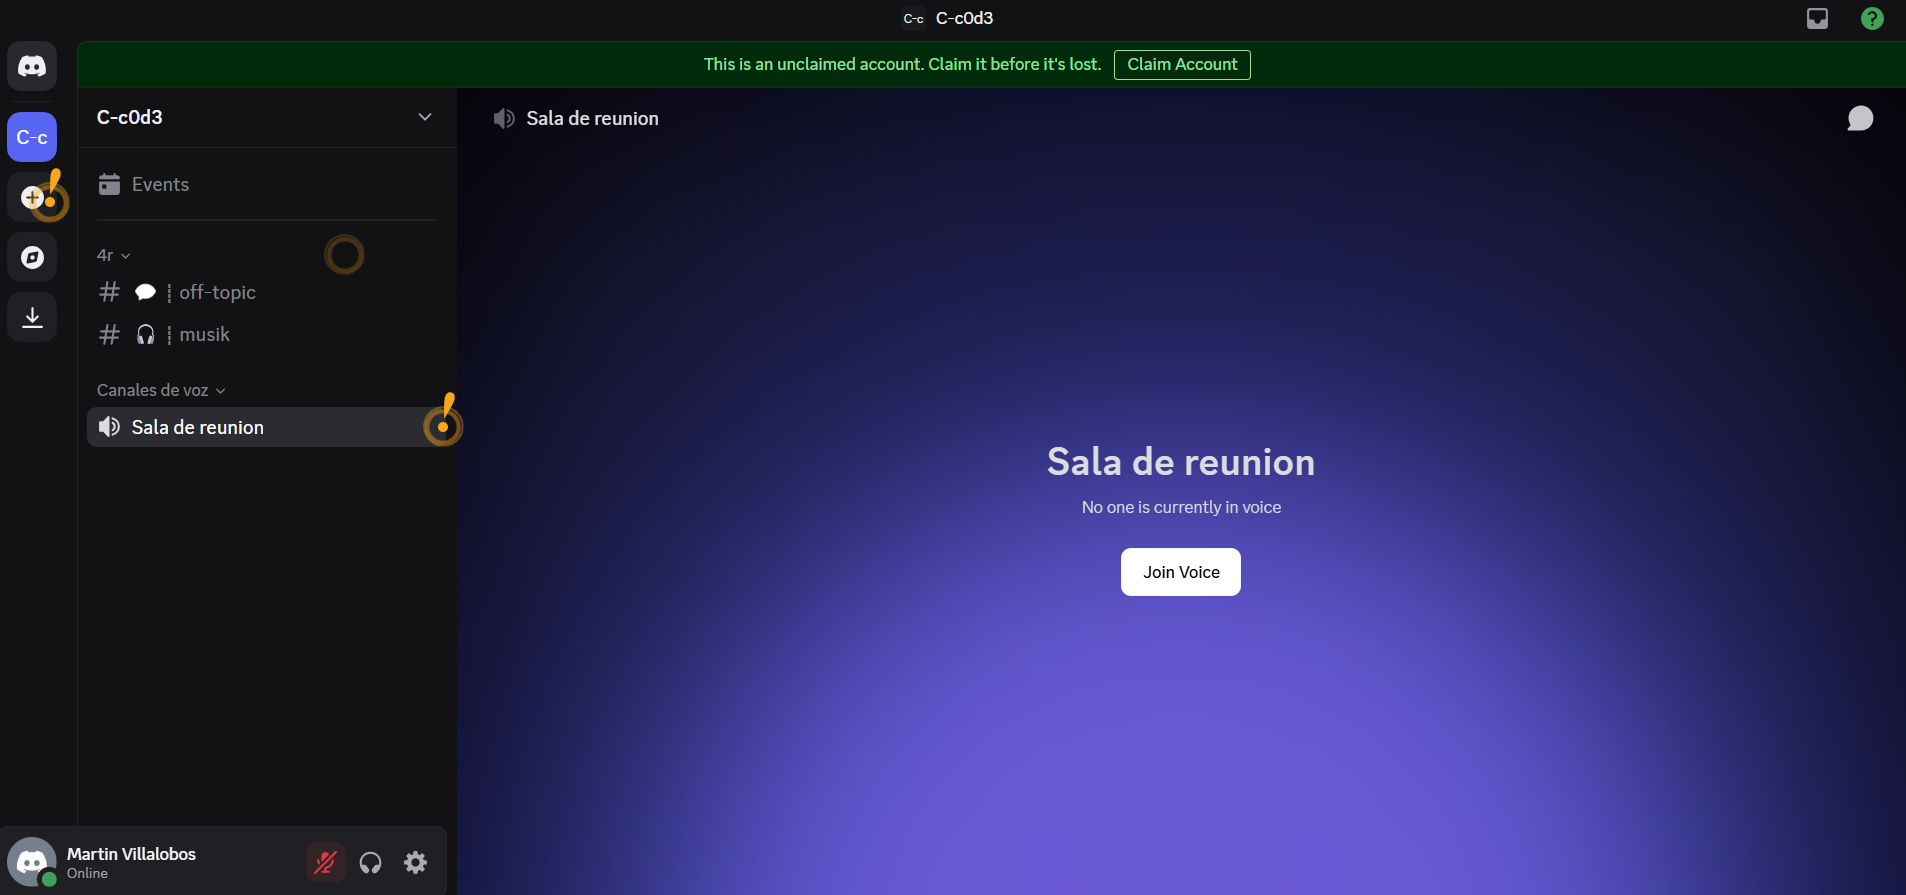 C-c C-c0d3
This is an unclaimed account. Claim it before it's lost. Claim Account
C-c
C-c0d3
Events
4r
┊ off-topic
┊ musik
Canales de voz
Sala de reunion
Martin Villalobos
Online
Sala de reunion
Sala de reunion
No one is currently in voice
Join Voice